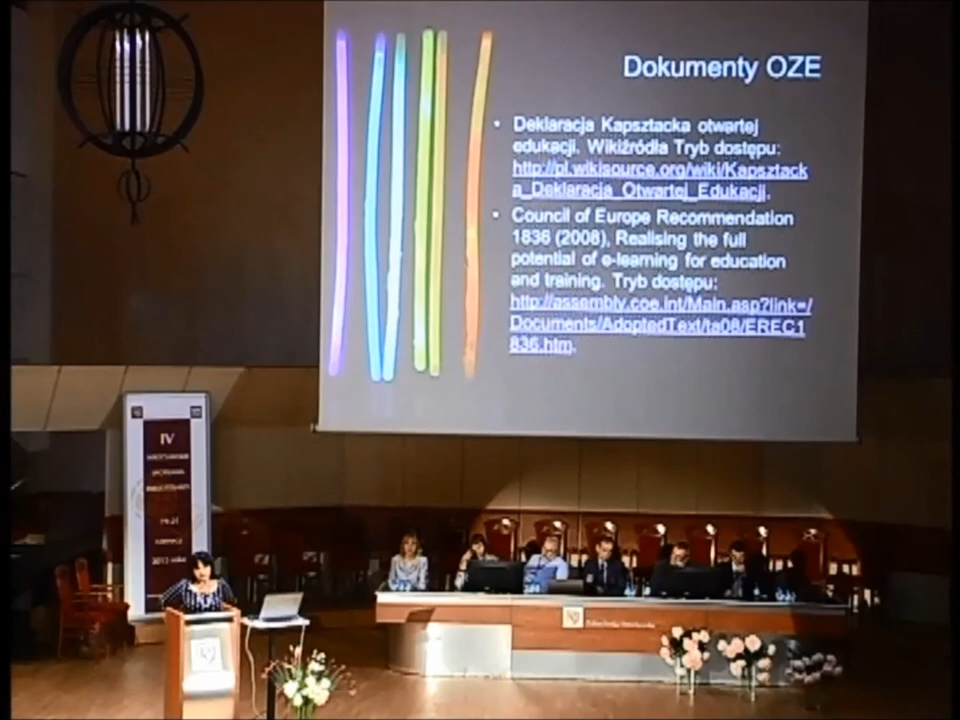 Dokumenty OZE
• Deklaracja Kapsztacka otwartej
edukacji. Wikiźródła Tryb dostępu:
http://pl.wikisource.org/wiki/Kapsztack
a_Deklaracja_Otwartej_Edukacji.
• Council of Europe Recommendation
1836 (2008), Realising the full
potential of e-learning for education
and training. Tryb dostępu:
http://assembly.coe.int/Main.asp?link=/
Documents/AdoptedText/ta08/EREC1
836.htm.
IV